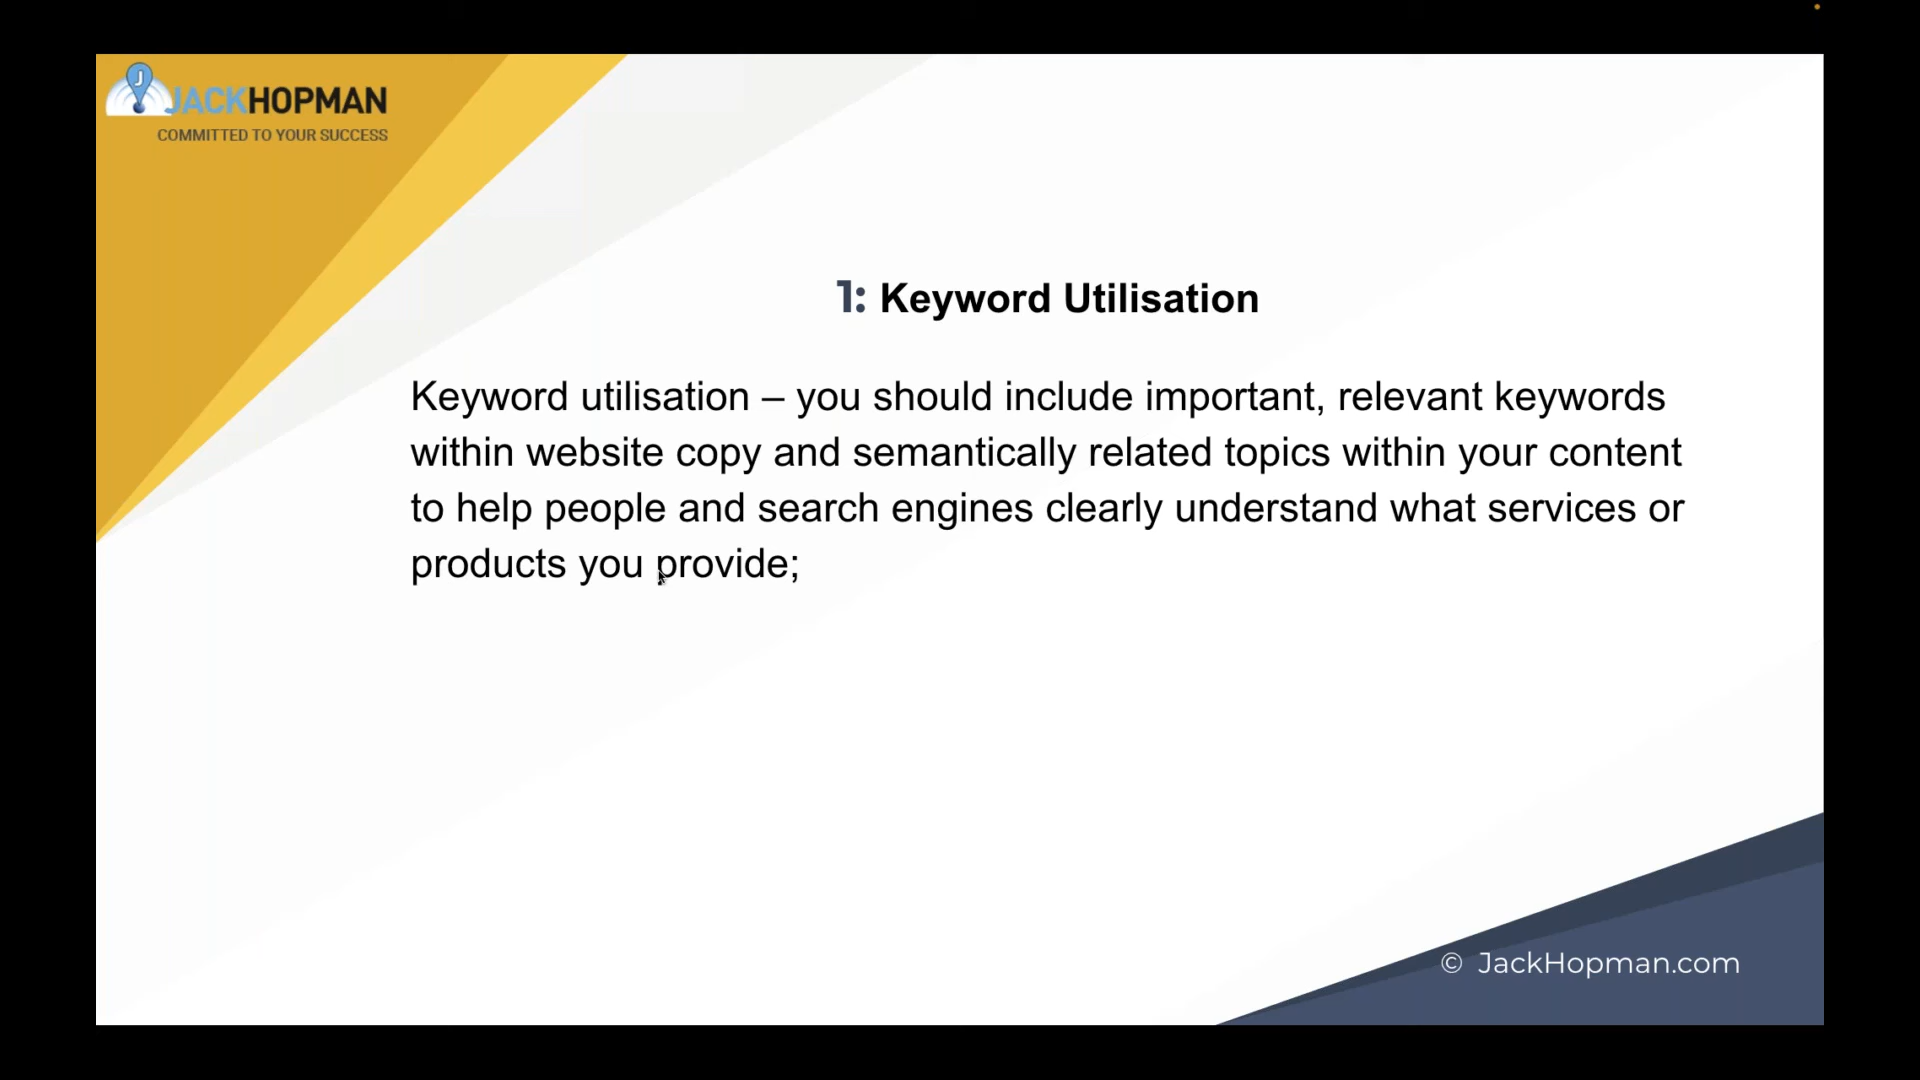 J
JACKHOPMAN
COMMITTED TO YOUR SUCCESS
1: Keyword Utilisation
Keyword utilisation – you should include important, relevant keywords
within website copy and semantically related topics within your content
to help people and search engines clearly understand what services or
products you provide;
© JackHopman.com